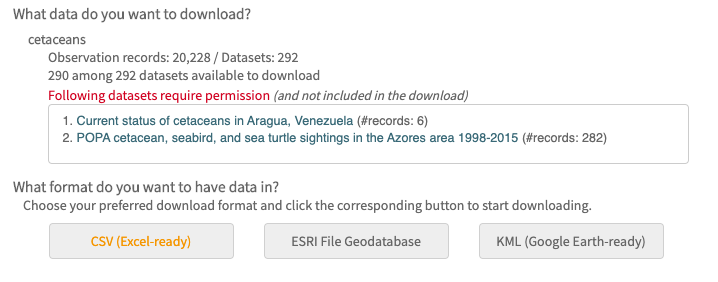 What data do you want to download?
cetaceans
Observation records: 20,228 / Datasets: 292
290 among 292 datasets available to download
Following datasets require permission (and not included in the download)
1. Current status of cetaceans in Aragua, Venezuela (#records: 6)
2. POPA cetacean, seabird, and sea turtle sightings in the Azores area 1998-2015 (#records: 282)
What format do you want to have data in?
Choose your preferred download format and click the corresponding button to start downloading.
CSV (Excel-ready) ESRI File Geodatabase KML (Google Earth-ready)